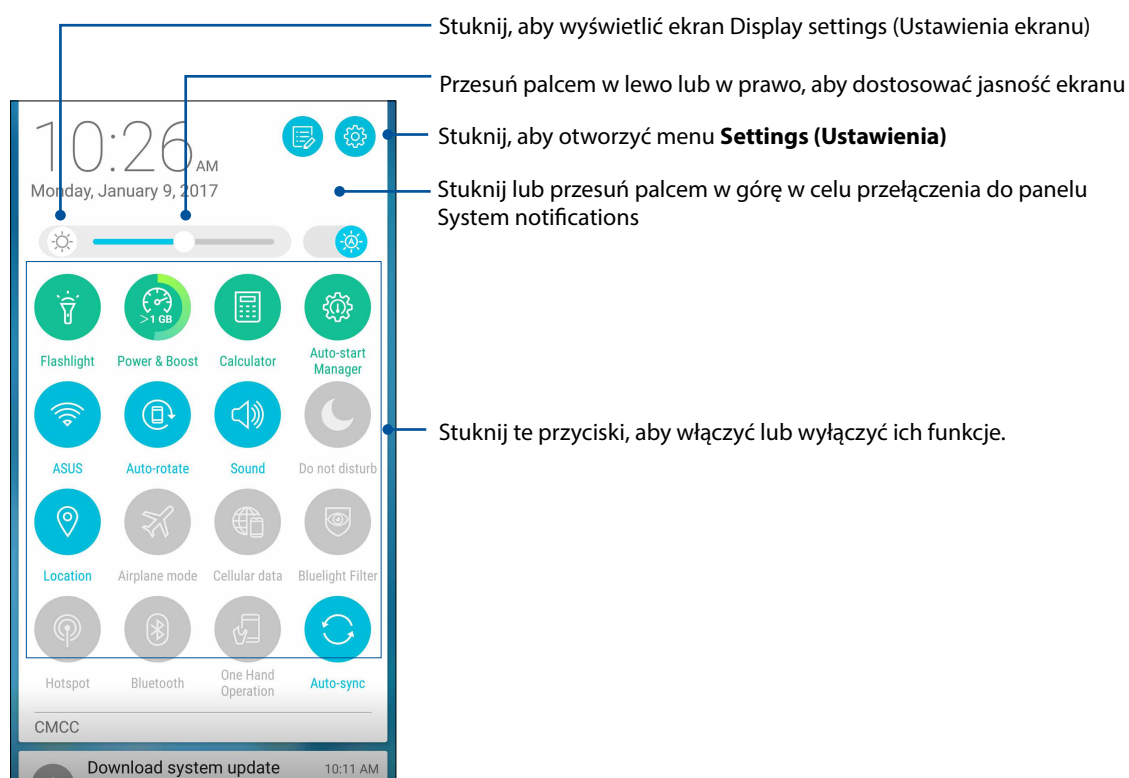 Stuknij, aby wyświetlić ekran Display settings (Ustawienia ekranu)
Przesuń palcem w lewo lub w prawo, aby dostosować jasność ekranu
Stuknij, aby otworzyć menu Settings (Ustawienia)
Stuknij lub przesuń palcem w górę w celu przełączenia do panelu
System notifications
10:26 AM
Monday, January 9, 2017
A
>1 GB
Flashlight
Power & Boost
Calculator
Auto-start
Manager
Stuknij te przyciski, aby włączyć lub wyłączyć ich funkcje.
ASUS
Auto-rotate
Sound
Do not disturb
Location
Airplane mode
Cellular data
Bluelight Filter
Hotspot
Bluetooth
One Hand
Operation
Auto-sync
CMCC
Download system update
10:11 AM